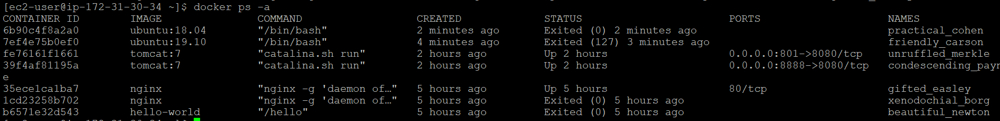 [ec2-user@ip-172-31-30-34 ~]$ docker ps -a
CONTAINER ID        IMAGE               COMMAND                  CREATED             STATUS                       PORTS                    NAMES
6b90c4f8a2a0        ubuntu:18.04        "/bin/bash"              2 minutes ago       Exited (0) 2 minutes ago                              practical_cohen
7ef4e75b0ef0        ubuntu:19.10        "/bin/bash"              4 minutes ago       Exited (127) 3 minutes ago                            friendly_carson
fe76161f1661        tomcat:7            "catalina.sh run"        2 hours ago         Up 2 hours                   0.0.0.0:801->8080/tcp    unruffled_merkle
39f4af81195a        tomcat:7            "catalina.sh run"        2 hours ago         Up 2 hours                   0.0.0.0:8888->8080/tcp   condescending_payn
e
35ece1ca1ba7        nginx               "nginx -g 'daemon of…"   5 hours ago         Up 5 hours                   80/tcp                   gifted_easley
1cd23258b702        nginx               "nginx -g 'daemon of…"   5 hours ago         Exited (0) 5 hours ago                                xenodochial_borg
b6571e32d543        hello-world         "/hello"                 5 hours ago         Exited (0) 5 hours ago                                beautiful_newton